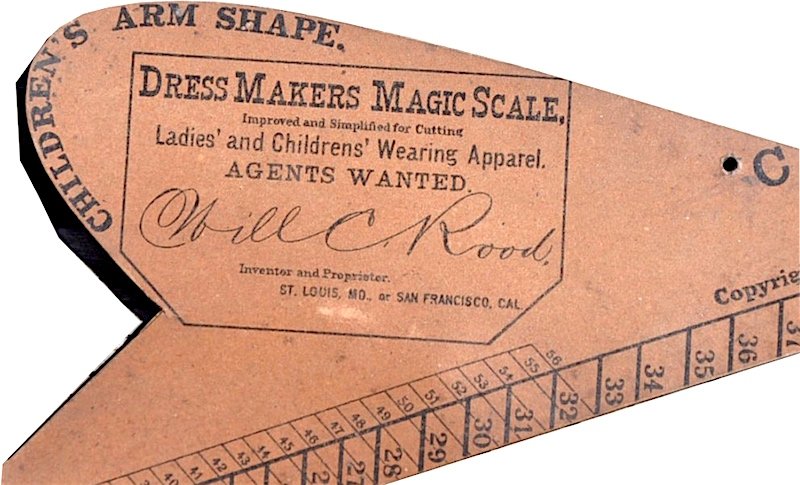 CHILDREN'S ARM SHAPE.
DRESS MAKERS MAGIC SCALE,
Improved and Simplified for Cutting
Ladies' and Childrens' Wearing Apparel.
AGENTS WANTED.
Will C. Rood,
Inventor and Proprietor.
ST. LOUIS, MO., or SAN FRANCISCO, CAL.
C
Copyrig
40 41 42 43 44 45 46 47 48 49 50 51 52 53 54 55 56
27 28 29 30 31 32 33 34 35 36 37